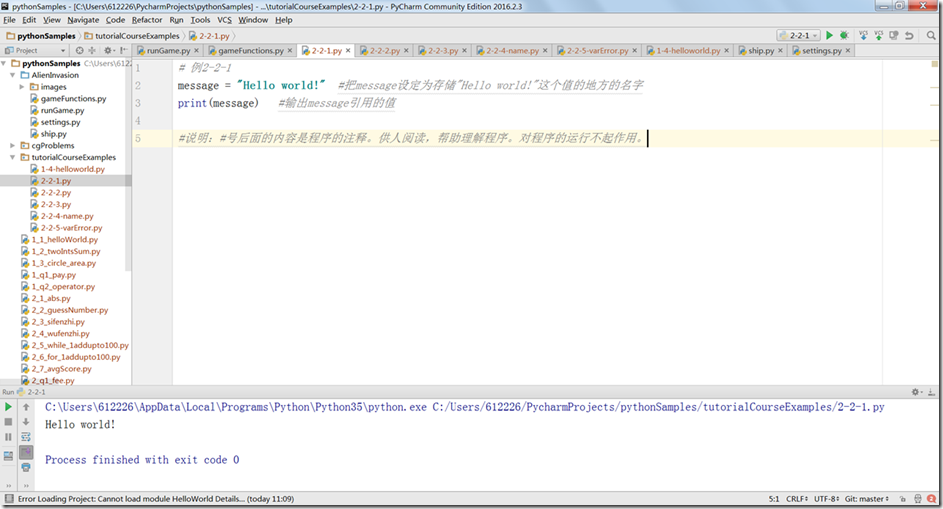 pythonSamples - [C:\Users\612226\PycharmProjects\pythonSamples] - ...\tutorialCourseExamples\2-2-1.py - PyCharm Community Edition 2016.2.3
File Edit View Navigate Code Refactor Run Tools VCS Window Help
pythonSamples tutorialCourseExamples 2-2-1.py 2-2-1
Project runGame.py gameFunctions.py 2-2-1.py 2-2-2.py 2-2-3.py 2-2-4-name.py 2-2-5-varError.py 1-4-helloworld.py ship.py settings.py
pythonSamples C:\Users\6122
AlienInvasion
images
gameFunctions.py
runGame.py
settings.py
ship.py
cgProblems
tutorialCourseExamples
1-4-helloworld.py
2-2-1.py
2-2-2.py
2-2-3.py
2-2-4-name.py
2-2-5-varError.py
1_1_helloWorld.py
1_2_twoIntsSum.py
1_3_circle_area.py
1_q1_pay.py
1_q2_operator.py
2_1_abs.py
2_2_guessNumber.py
2_3_sifenzhi.py
2_4_wufenzhi.py
2_5_while_1addupto100.py
2_6_for_1addupto100.py
2_7_avgScore.py
2_q1_fee.py
1 # 例2-2-1
2 message = "Hello world!" #把message设定为存储"Hello world!"这个值的地方的名字
3 print(message) #输出message引用的值
4
5 #说明：#号后面的内容是程序的注释。供人阅读，帮助理解程序。对程序的运行不起作用。
Run 2-2-1
C:\Users\612226\AppData\Local\Programs\Python\Python35\python.exe C:/Users/612226/PycharmProjects/pythonSamples/tutorialCourseExamples/2-2-1.py
Hello world!
Process finished with exit code 0
Error Loading Project: Cannot load module HelloWorld Details... (today 11:09) 5:1 CRLF UTF-8 Git: master